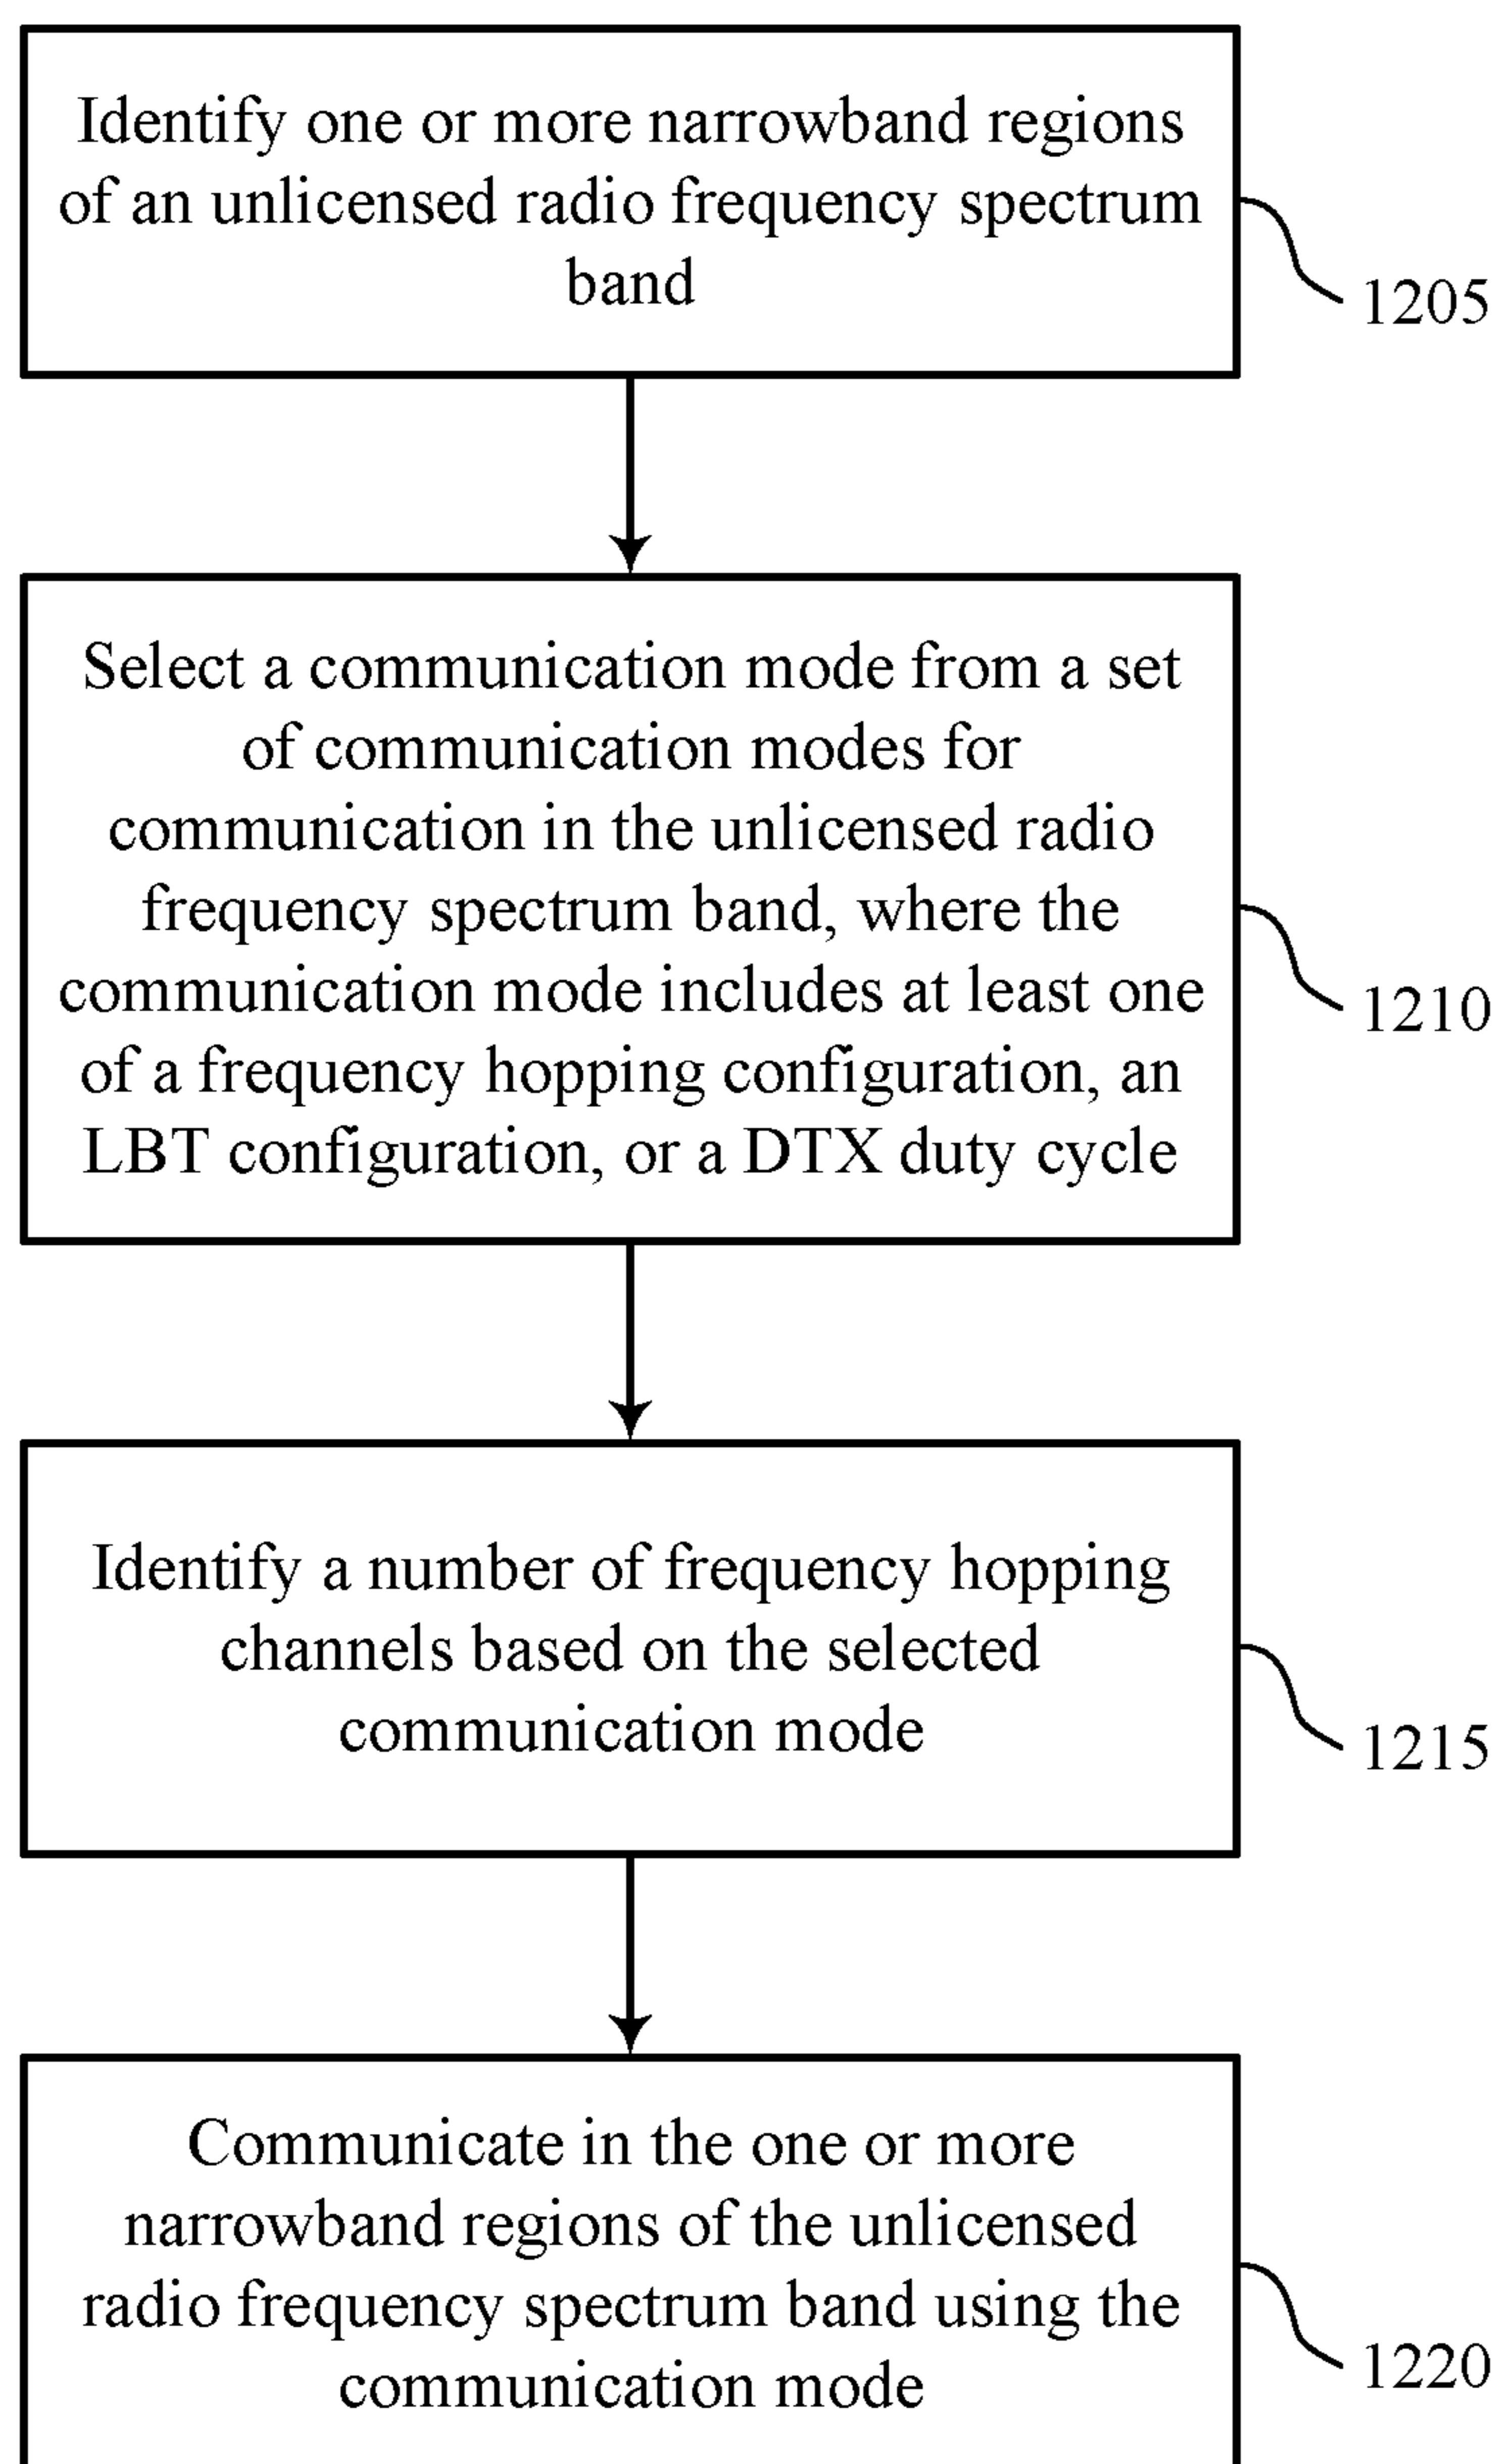 Identify one or more narrowband regions
of an unlicensed radio frequency spectrum
band
1205
Select a communication mode from a set
of communication modes for
communication in the unlicensed radio
frequency spectrum band, where the
communication mode includes at least one
of a frequency hopping configuration, an
LBT configuration, or a DTX duty cycle
1210
Identify a number of frequency hopping
channels based on the selected
communication mode
1215
Communicate in the one or more
narrowband regions of the unlicensed
radio frequency spectrum band using the
communication mode
1220